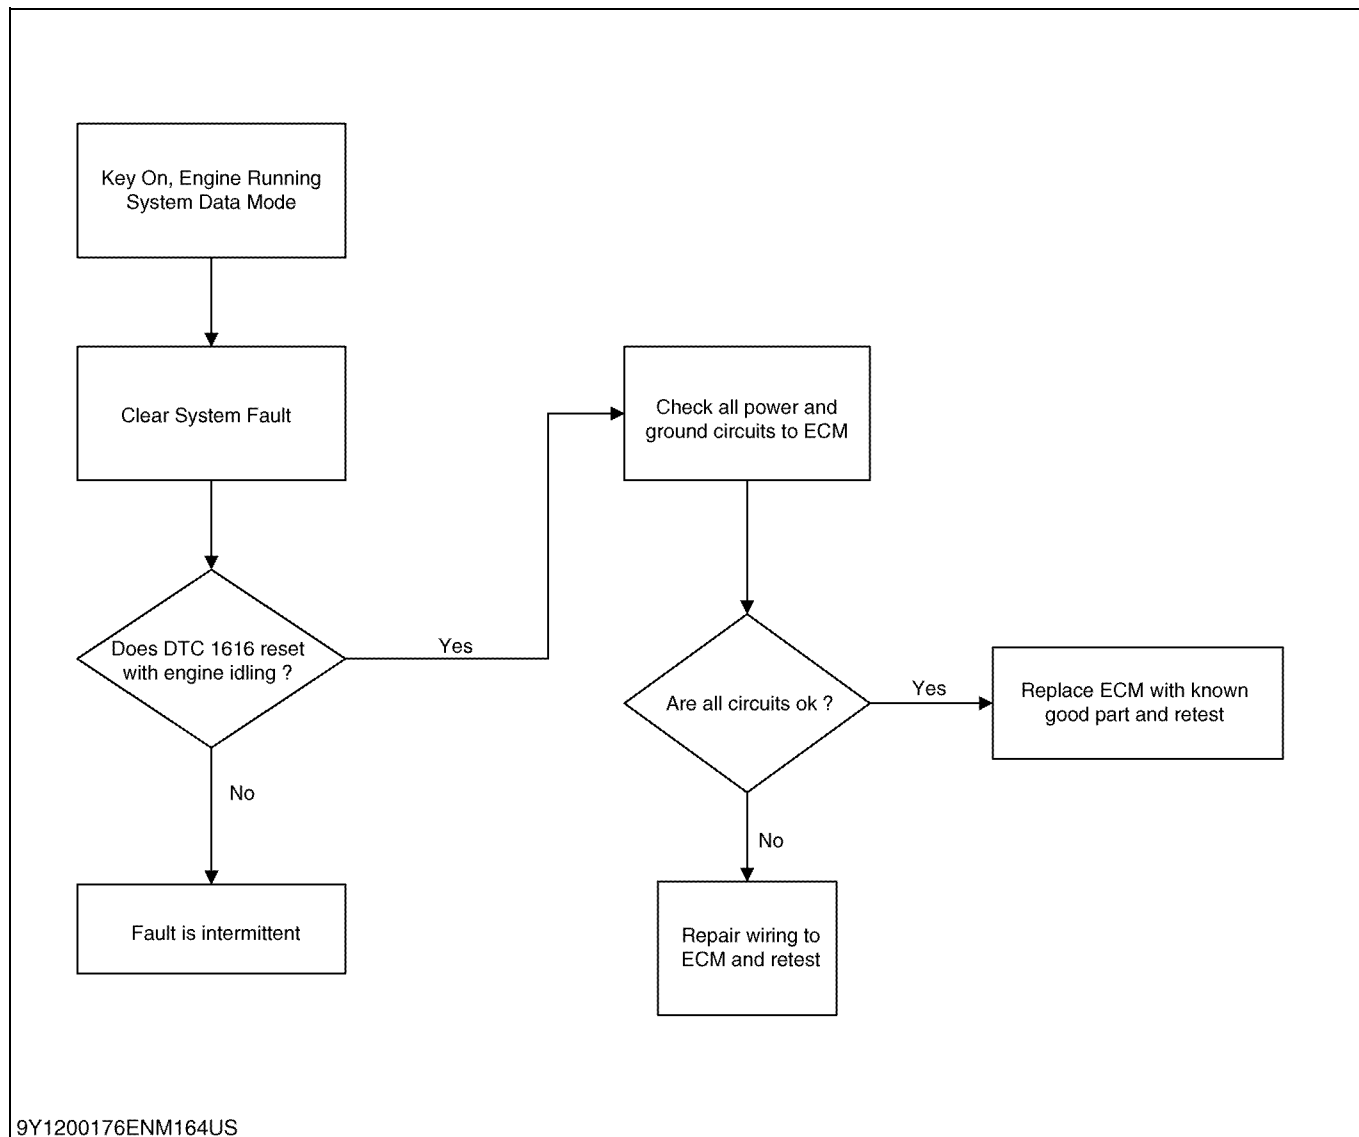 Key On, Engine Running
System Data Mode
Clear System Fault
Does DTC 1616 reset
with engine idling ?
Yes
No
Fault is intermittent
Check all power and
ground circuits to ECM
Are all circuits ok ?
Yes
Replace ECM with known
good part and retest
No
Repair wiring to
ECM and retest
9Y1200176ENM164US